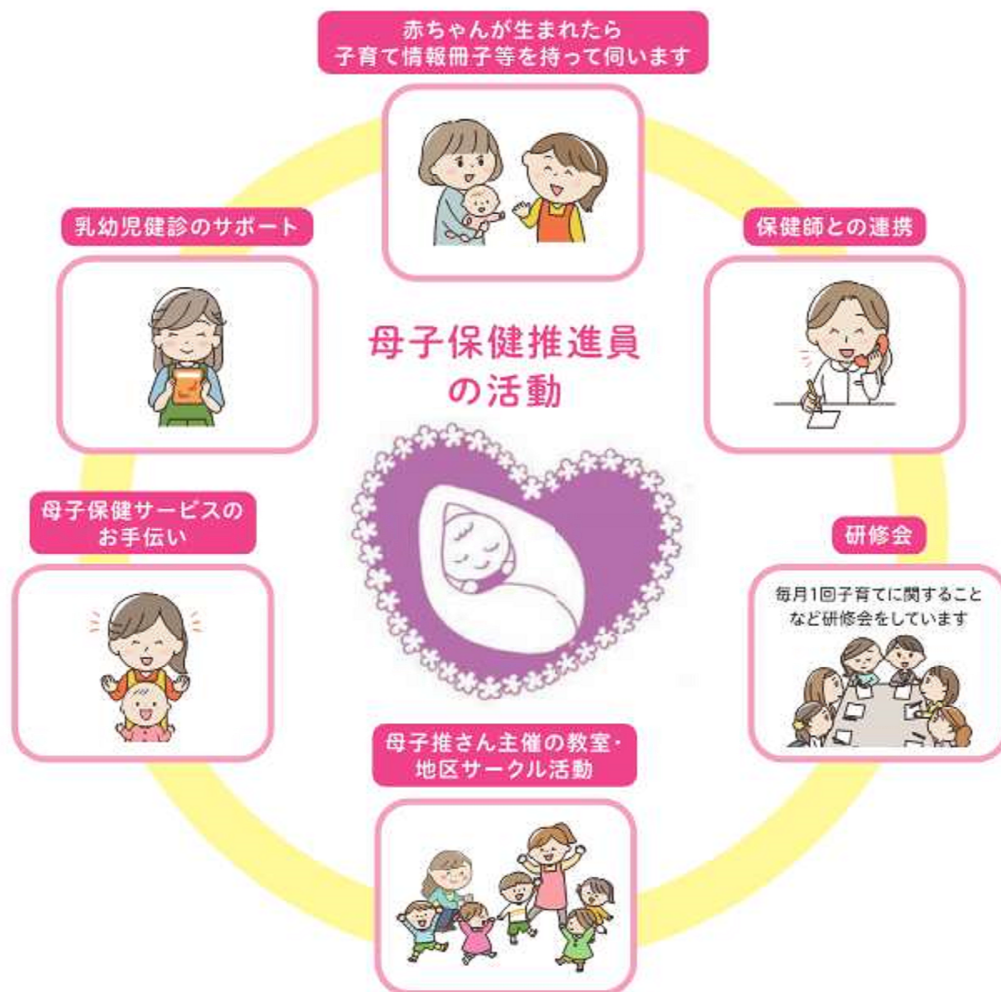 赤ちゃんが生まれたら
子育て情報冊子等を持って伺います
乳幼児健診のサポート
保健師との連携
母子保健推進員
の活動
母子保健サービスの
お手伝い
研修会
毎月1回子育てに関すること
など研修会をしています
母子推さん主催の教室・
地区サークル活動